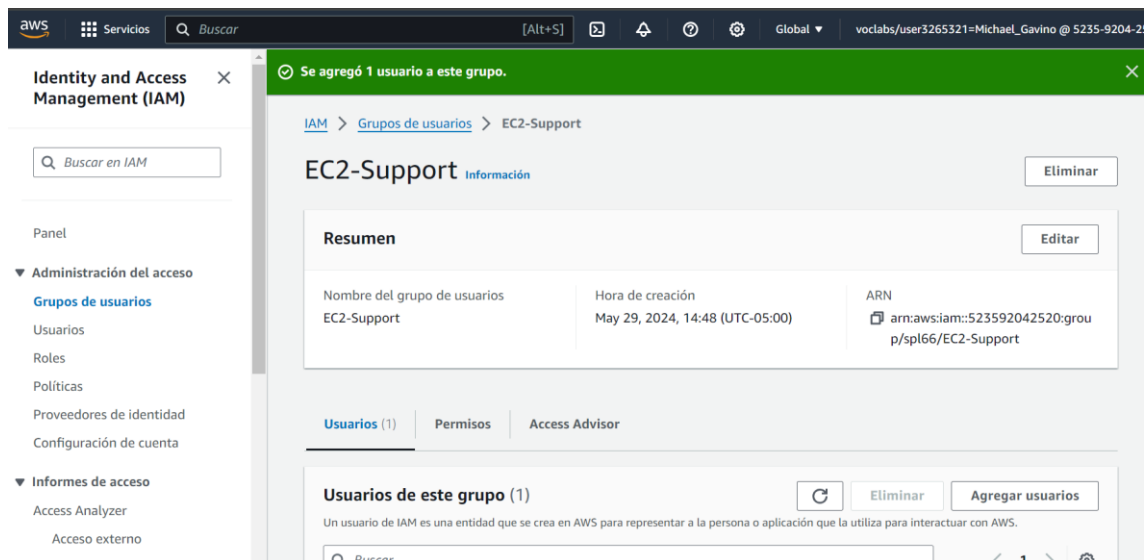 aws
Servicios
Buscar
[Alt+S]
Global
voclabs/user3265321=Michael_Gavino @ 5235-9204-25
Identity and Access
Management (IAM)
Buscar en IAM
Panel
Administración del acceso
Grupos de usuarios
Usuarios
Roles
Políticas
Proveedores de identidad
Configuración de cuenta
Informes de acceso
Access Analyzer
Acceso externo
Se agregó 1 usuario a este grupo.
IAM > Grupos de usuarios > EC2-Support
EC2-Support Información
Eliminar
Resumen
Editar
Nombre del grupo de usuarios
EC2-Support
Hora de creación
May 29, 2024, 14:48 (UTC-05:00)
ARN
arn:aws:iam::523592042520:grou
p/spl66/EC2-Support
Usuarios (1)
Permisos
Access Advisor
Usuarios de este grupo (1)
Eliminar
Agregar usuarios
Un usuario de IAM es una entidad que se crea en AWS para representar a la persona o aplicación que la utiliza para interactuar con AWS.
Buscar
1